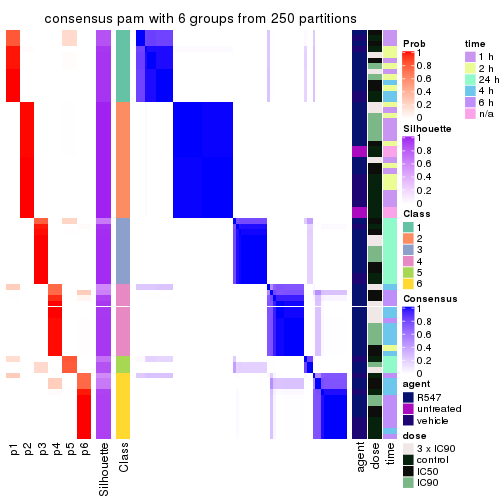 consensus pam with 6 groups from 250 partitions
Prob
1
0.8
0.6
0.4
0.2
0
time
1 h
2 h
24 h
4 h
6 h
n/a
Silhouette
1
0.8
0.6
0.4
0.2
0
Class
1
2
3
4
5
6
Consensus
1
0.8
0.6
0.4
0.2
0
agent
R547
untreated
vehicle
dose
3 x IC90
control
IC50
IC90
p1
p2
p3
p4
p5
p6
Silhouette
Class
agent
dose
time